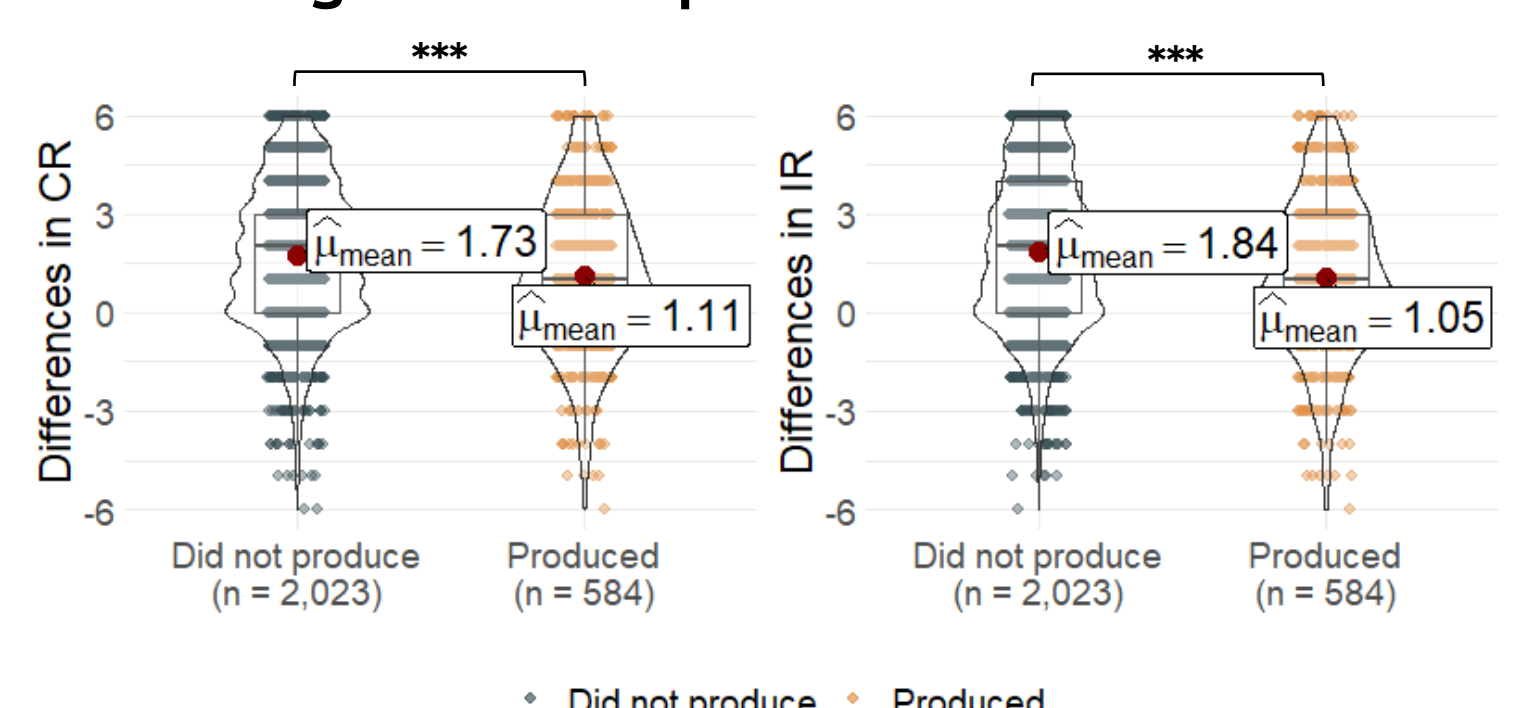 ***
***
Differences in CR
6
3
0
-3
-6
μ̂mean = 1.73
μ̂mean = 1.11
Did not produce
(n = 2,023)
Produced
(n = 584)
Differences in IR
6
3
0
-3
-6
μ̂mean = 1.84
μ̂mean = 1.05
Did not produce
(n = 2,023)
Produced
(n = 584)
Did not produce
Produced